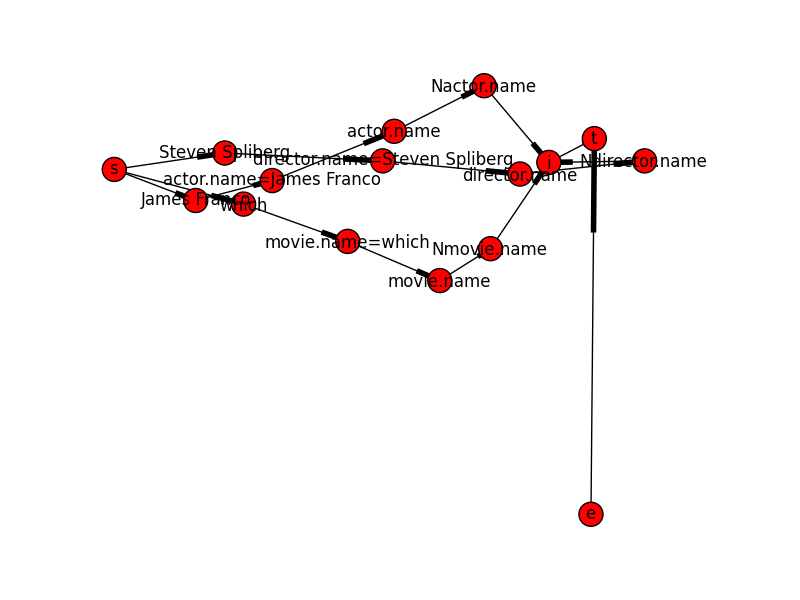 Nactor.name
actor.name
t
Steven Spliberg
director.name=Steven Spliberg
i
Ndirector.name
s
actor.name=James Franco
director.name
James Franco
which
movie.name=which
Nmovie.name
movie.name
e